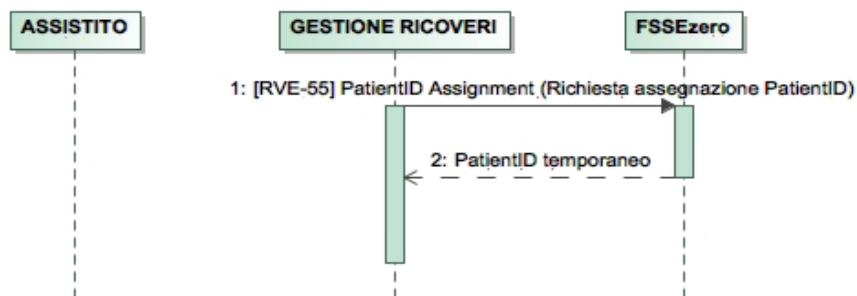 ASSISTITO
GESTIONE RICOVERI
FSSEzero
1: [RVE-55] PatientID Assignment (Richiesta assegnazione PatientID)
2: PatientID temporaneo